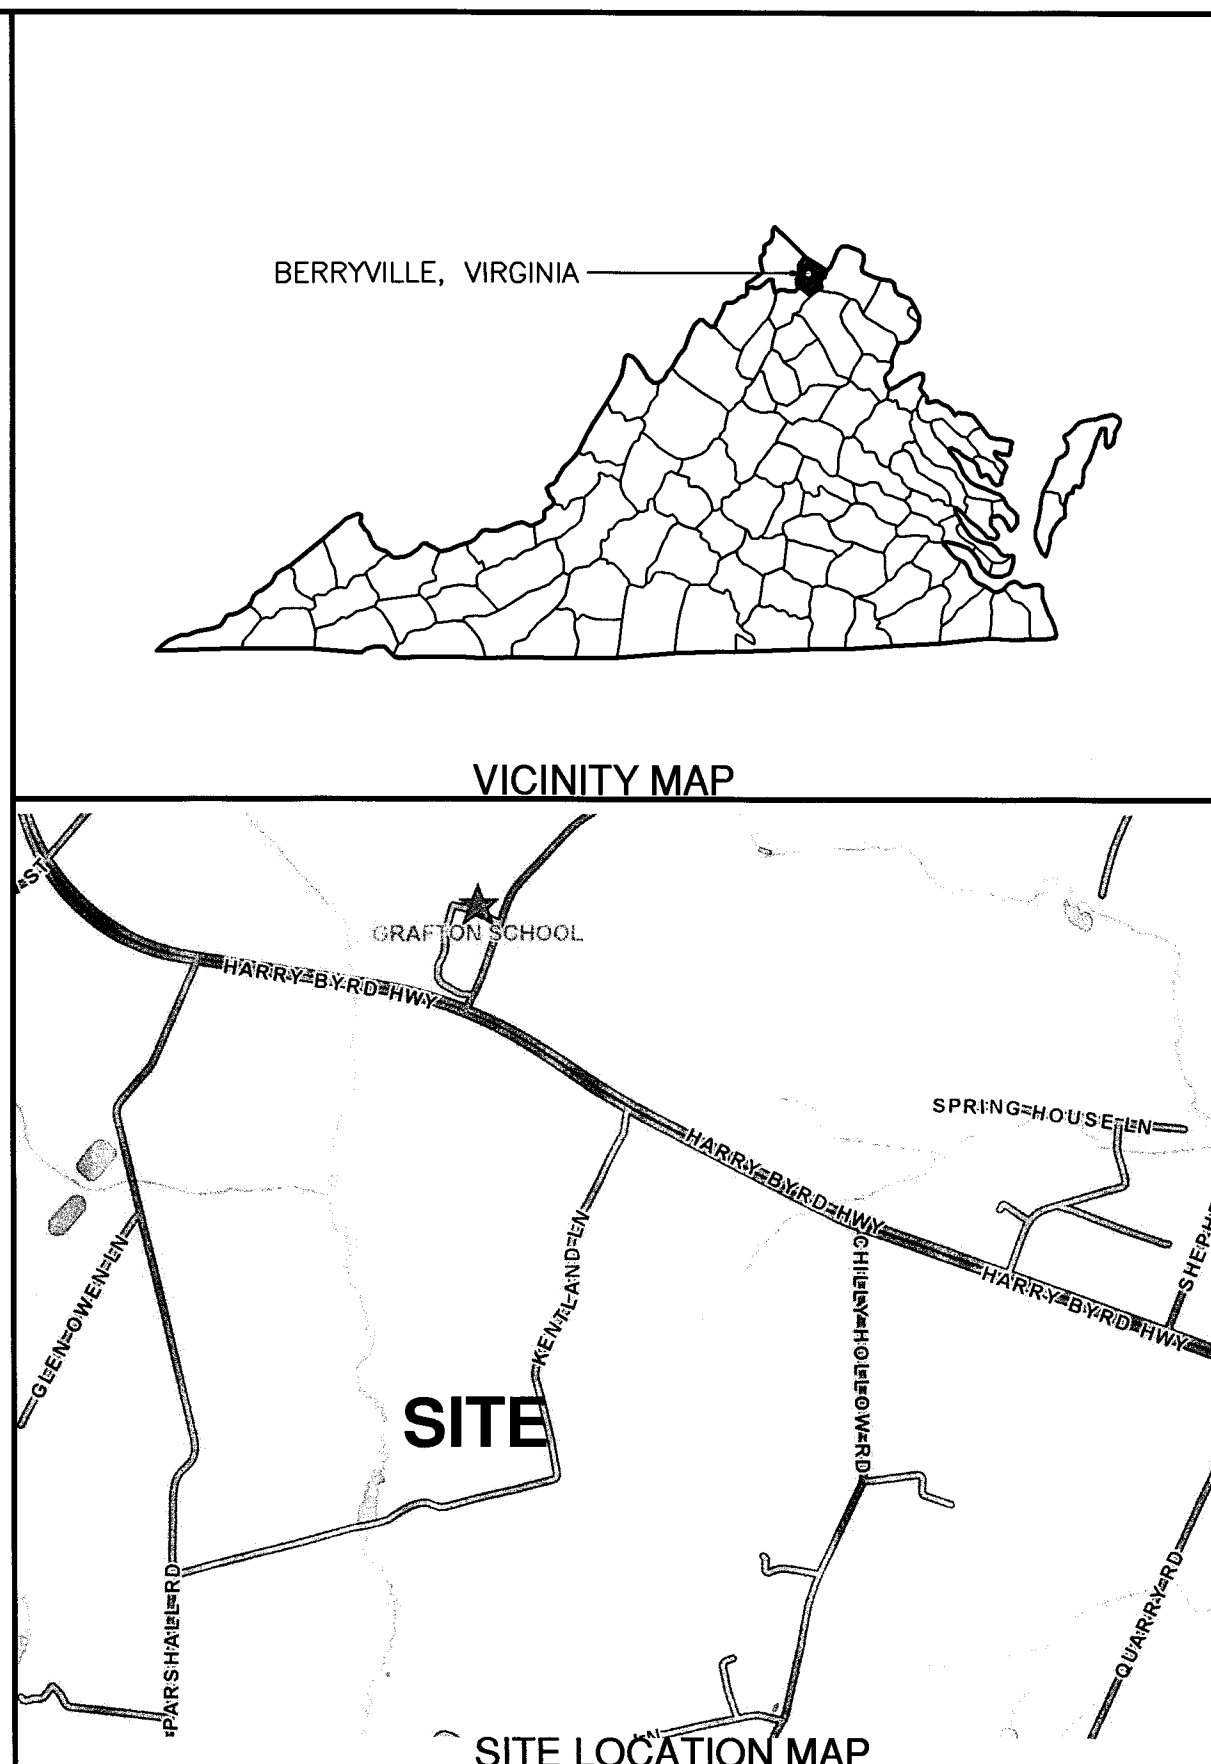 BERRYVILLE, VIRGINIA
VICINITY MAP
GRAFTON SCHOOL
HARRY BYRD HWY
SPRING HOUSE LN
HARRY BYRD HWY
KENTLAND LN
GLEN OWEN LN
CHILLY HOLLOW RD
HARRY BYRD HWY
SITE
PARSHALL RD
QUARRY RD
SITE LOCATION MAP